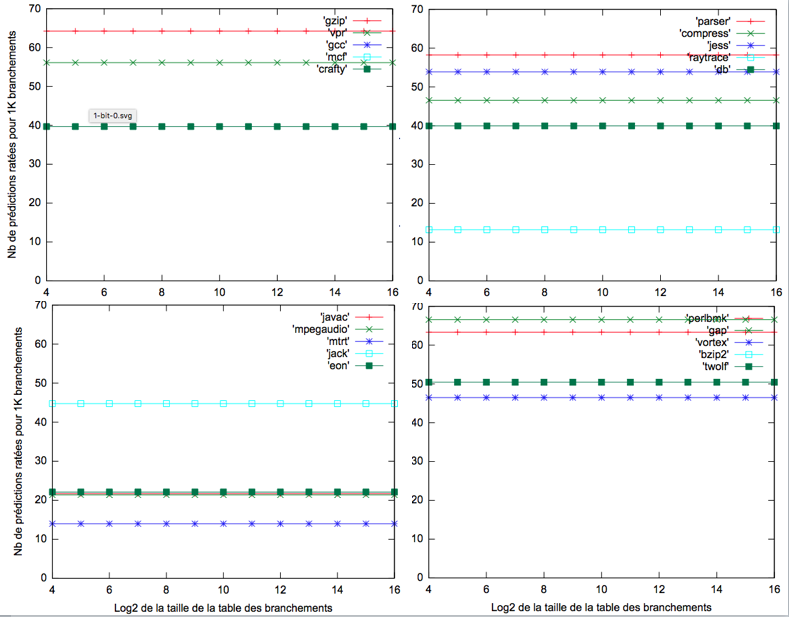 70
60
50
40
30
20
10
0
4 6 8 10 12 14 16
Nb de prédictions ratées pour 1K branchements
'gzip'
'vpr'
'gcc'
'mcf'
'crafty'
1-bit-0.svg
70
60
50
40
30
20
10
0
4 6 8 10 12 14 16
'parser'
'compress'
'jess'
'raytrace'
'db'
70
60
50
40
30
20
10
0
4 6 8 10 12 14 16
Nb de prédictions ratées pour 1K branchements
Log2 de la taille de la table des branchements
'javac'
'mpegaudio'
'mtrt'
'jack'
'eon'
70
60
50
40
30
20
10
0
4 6 8 10 12 14 16
Log2 de la taille de la table des branchements
'perlbmk'
'gap'
'vortex'
'bzip2'
'twolf'